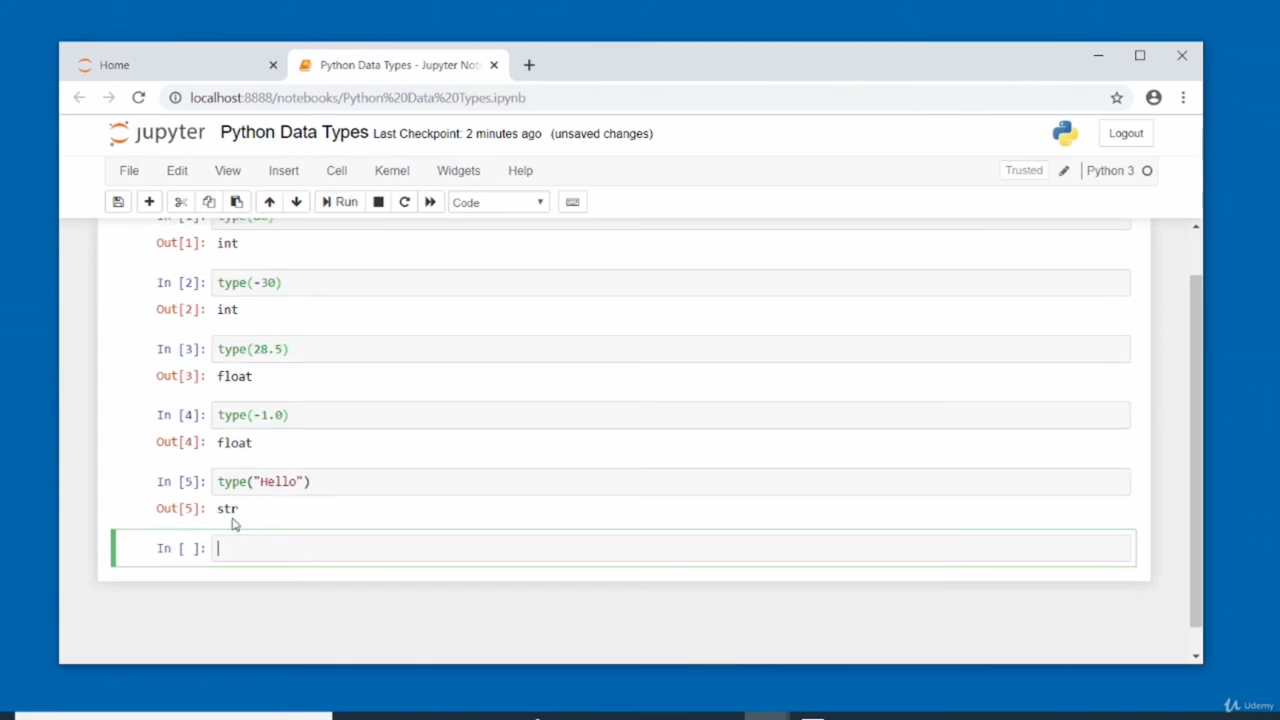 Home
Python Data Types - Jupyter Not
localhost:8888/notebooks/Python%20Data%20Types.ipynb
jupyter Python Data Types Last Checkpoint: 2 minutes ago (unsaved changes)
Logout
File Edit View Insert Cell Kernel Widgets Help
Trusted Python 3
Run Code
In [1]:
Out[1]: int
In [2]: type(-30)
Out[2]: int
In [3]: type(28.5)
Out[3]: float
In [4]: type(-1.0)
Out[4]: float
In [5]: type("Hello")
Out[5]: str
In [ ]:
Udemy